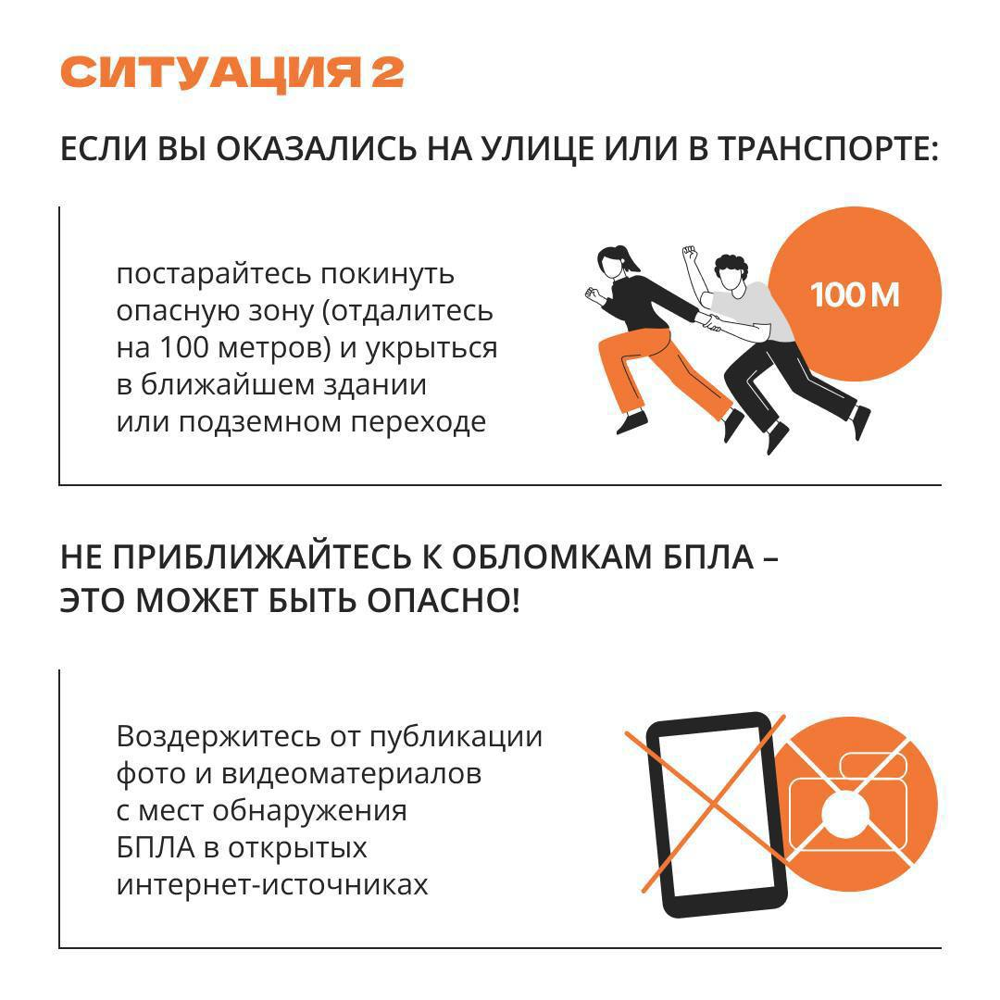 СИТУАЦИЯ 2
ЕСЛИ ВЫ ОКАЗАЛИСЬ НА УЛИЦЕ ИЛИ В ТРАНСПОРТЕ:
постарайтесь покинуть
опасную зону (отдалитесь
на 100 метров) и укрыться
в ближайшем здании
или подземном переходе
100 М
НЕ ПРИБЛИЖАЙТЕСЬ К ОБЛОМКАМ БПЛА –
ЭТО МОЖЕТ БЫТЬ ОПАСНО!
Воздержитесь от публикации
фото и видеоматериалов
с мест обнаружения
БПЛА в открытых
интернет-источниках